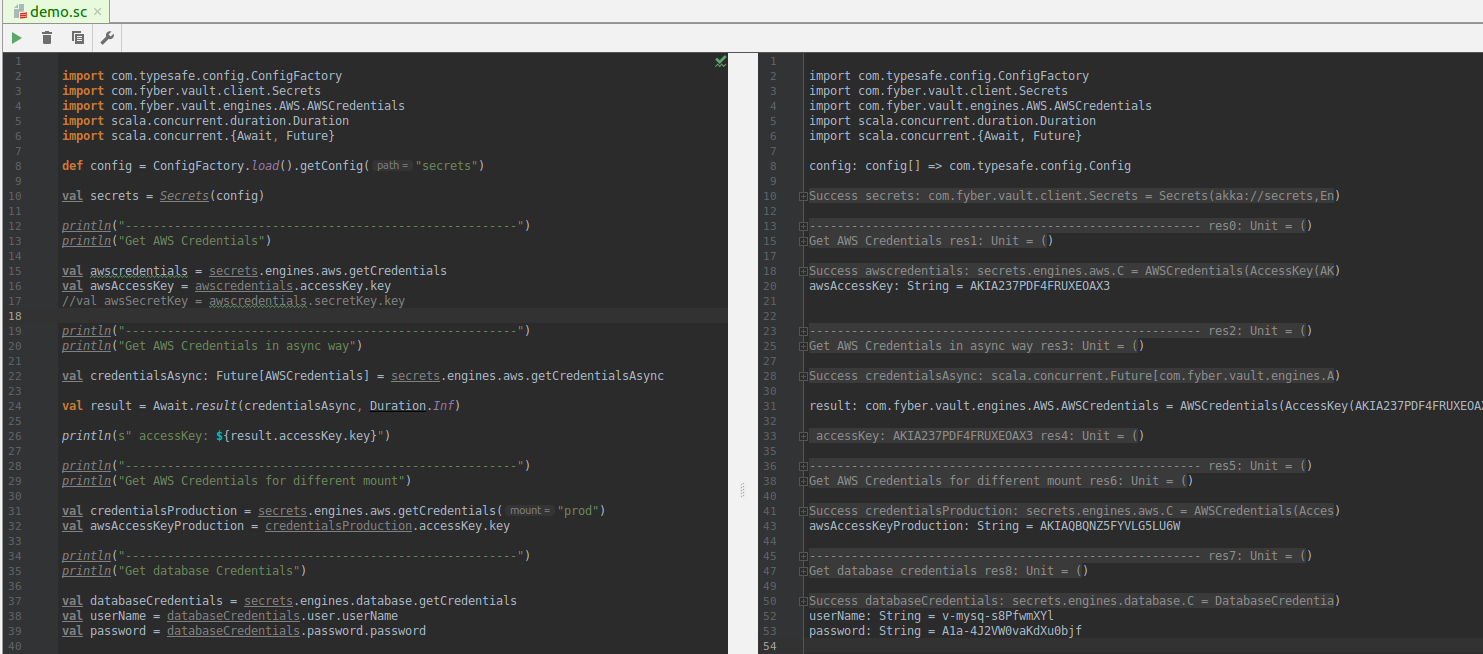 demo.sc
1
2 import com.typesafe.config.ConfigFactory
3 import com.fyber.vault.client.Secrets
4 import com.fyber.vault.engines.AWS.AWSCredentials
5 import scala.concurrent.duration.Duration
6 import scala.concurrent.{Await, Future}
7
8 def config = ConfigFactory.load().getConfig( path = "secrets")
9
10 val secrets = Secrets(config)
11
12 println("--------------------------------------------------------")
13 println("Get AWS Credentials")
14
15 val awscredentials = secrets.engines.aws.getCredentials
16 val awsAccessKey = awscredentials.accessKey.key
17 //val awsSecretKey = awscredentials.secretKey.key
18
19 println("--------------------------------------------------------")
20 println("Get AWS Credentials in async way")
21
22 val credentialsAsync: Future[AWSCredentials] = secrets.engines.aws.getCredentialsAsync
23
24 val result = Await.result(credentialsAsync, Duration.Inf)
25
26 println(s" accessKey: ${result.accessKey.key}")
27
28 println("--------------------------------------------------------")
29 println("Get AWS Credentials for different mount")
30
31 val credentialsProduction = secrets.engines.aws.getCredentials( mount = "prod")
32 val awsAccessKeyProduction = credentialsProduction.accessKey.key
33
34 println("--------------------------------------------------------")
35 println("Get database Credentials")
36
37 val databaseCredentials = secrets.engines.database.getCredentials
38 val userName = databaseCredentials.user.userName
39 val password = databaseCredentials.password.password
40
1
2 import com.typesafe.config.ConfigFactory
3 import com.fyber.vault.client.Secrets
4 import com.fyber.vault.engines.AWS.AWSCredentials
5 import scala.concurrent.duration.Duration
6 import scala.concurrent.{Await, Future}
7
8 config: config[] => com.typesafe.config.Config
9
10 Success secrets: com.fyber.vault.client.Secrets = Secrets(akka://secrets,En)
12
13 -------------------------------------------------------- res0: Unit = ()
15 Get AWS Credentials res1: Unit = ()
17
18 Success awscredentials: secrets.engines.aws.C = AWSCredentials(AccessKey(AK)
20 awsAccessKey: String = AKIA237PDF4FRUXEOAX3
21
22
23 -------------------------------------------------------- res2: Unit = ()
25 Get AWS Credentials in async way res3: Unit = ()
27
28 Success credentialsAsync: scala.concurrent.Future[com.fyber.vault.engines.A)
30
31 result: com.fyber.vault.engines.AWS.AWSCredentials = AWSCredentials(AccessKey(AKIA237PDF4FRUXEOAX
33 accessKey: AKIA237PDF4FRUXEOAX3 res4: Unit = ()
35
36 -------------------------------------------------------- res5: Unit = ()
38 Get AWS Credentials for different mount res6: Unit = ()
40
41 Success credentialsProduction: secrets.engines.aws.C = AWSCredentials(Acces)
43 awsAccessKeyProduction: String = AKIAQBQNZ5FYVLG5LU6W
44
45 -------------------------------------------------------- res7: Unit = ()
47 Get database credentials res8: Unit = ()
49
50 Success databaseCredentials: secrets.engines.database.C = DatabaseCredentia)
52 userName: String = v-mysq-s8PfwmXYl
53 password: String = A1a-4J2VW0vaKdXu0bjf
54